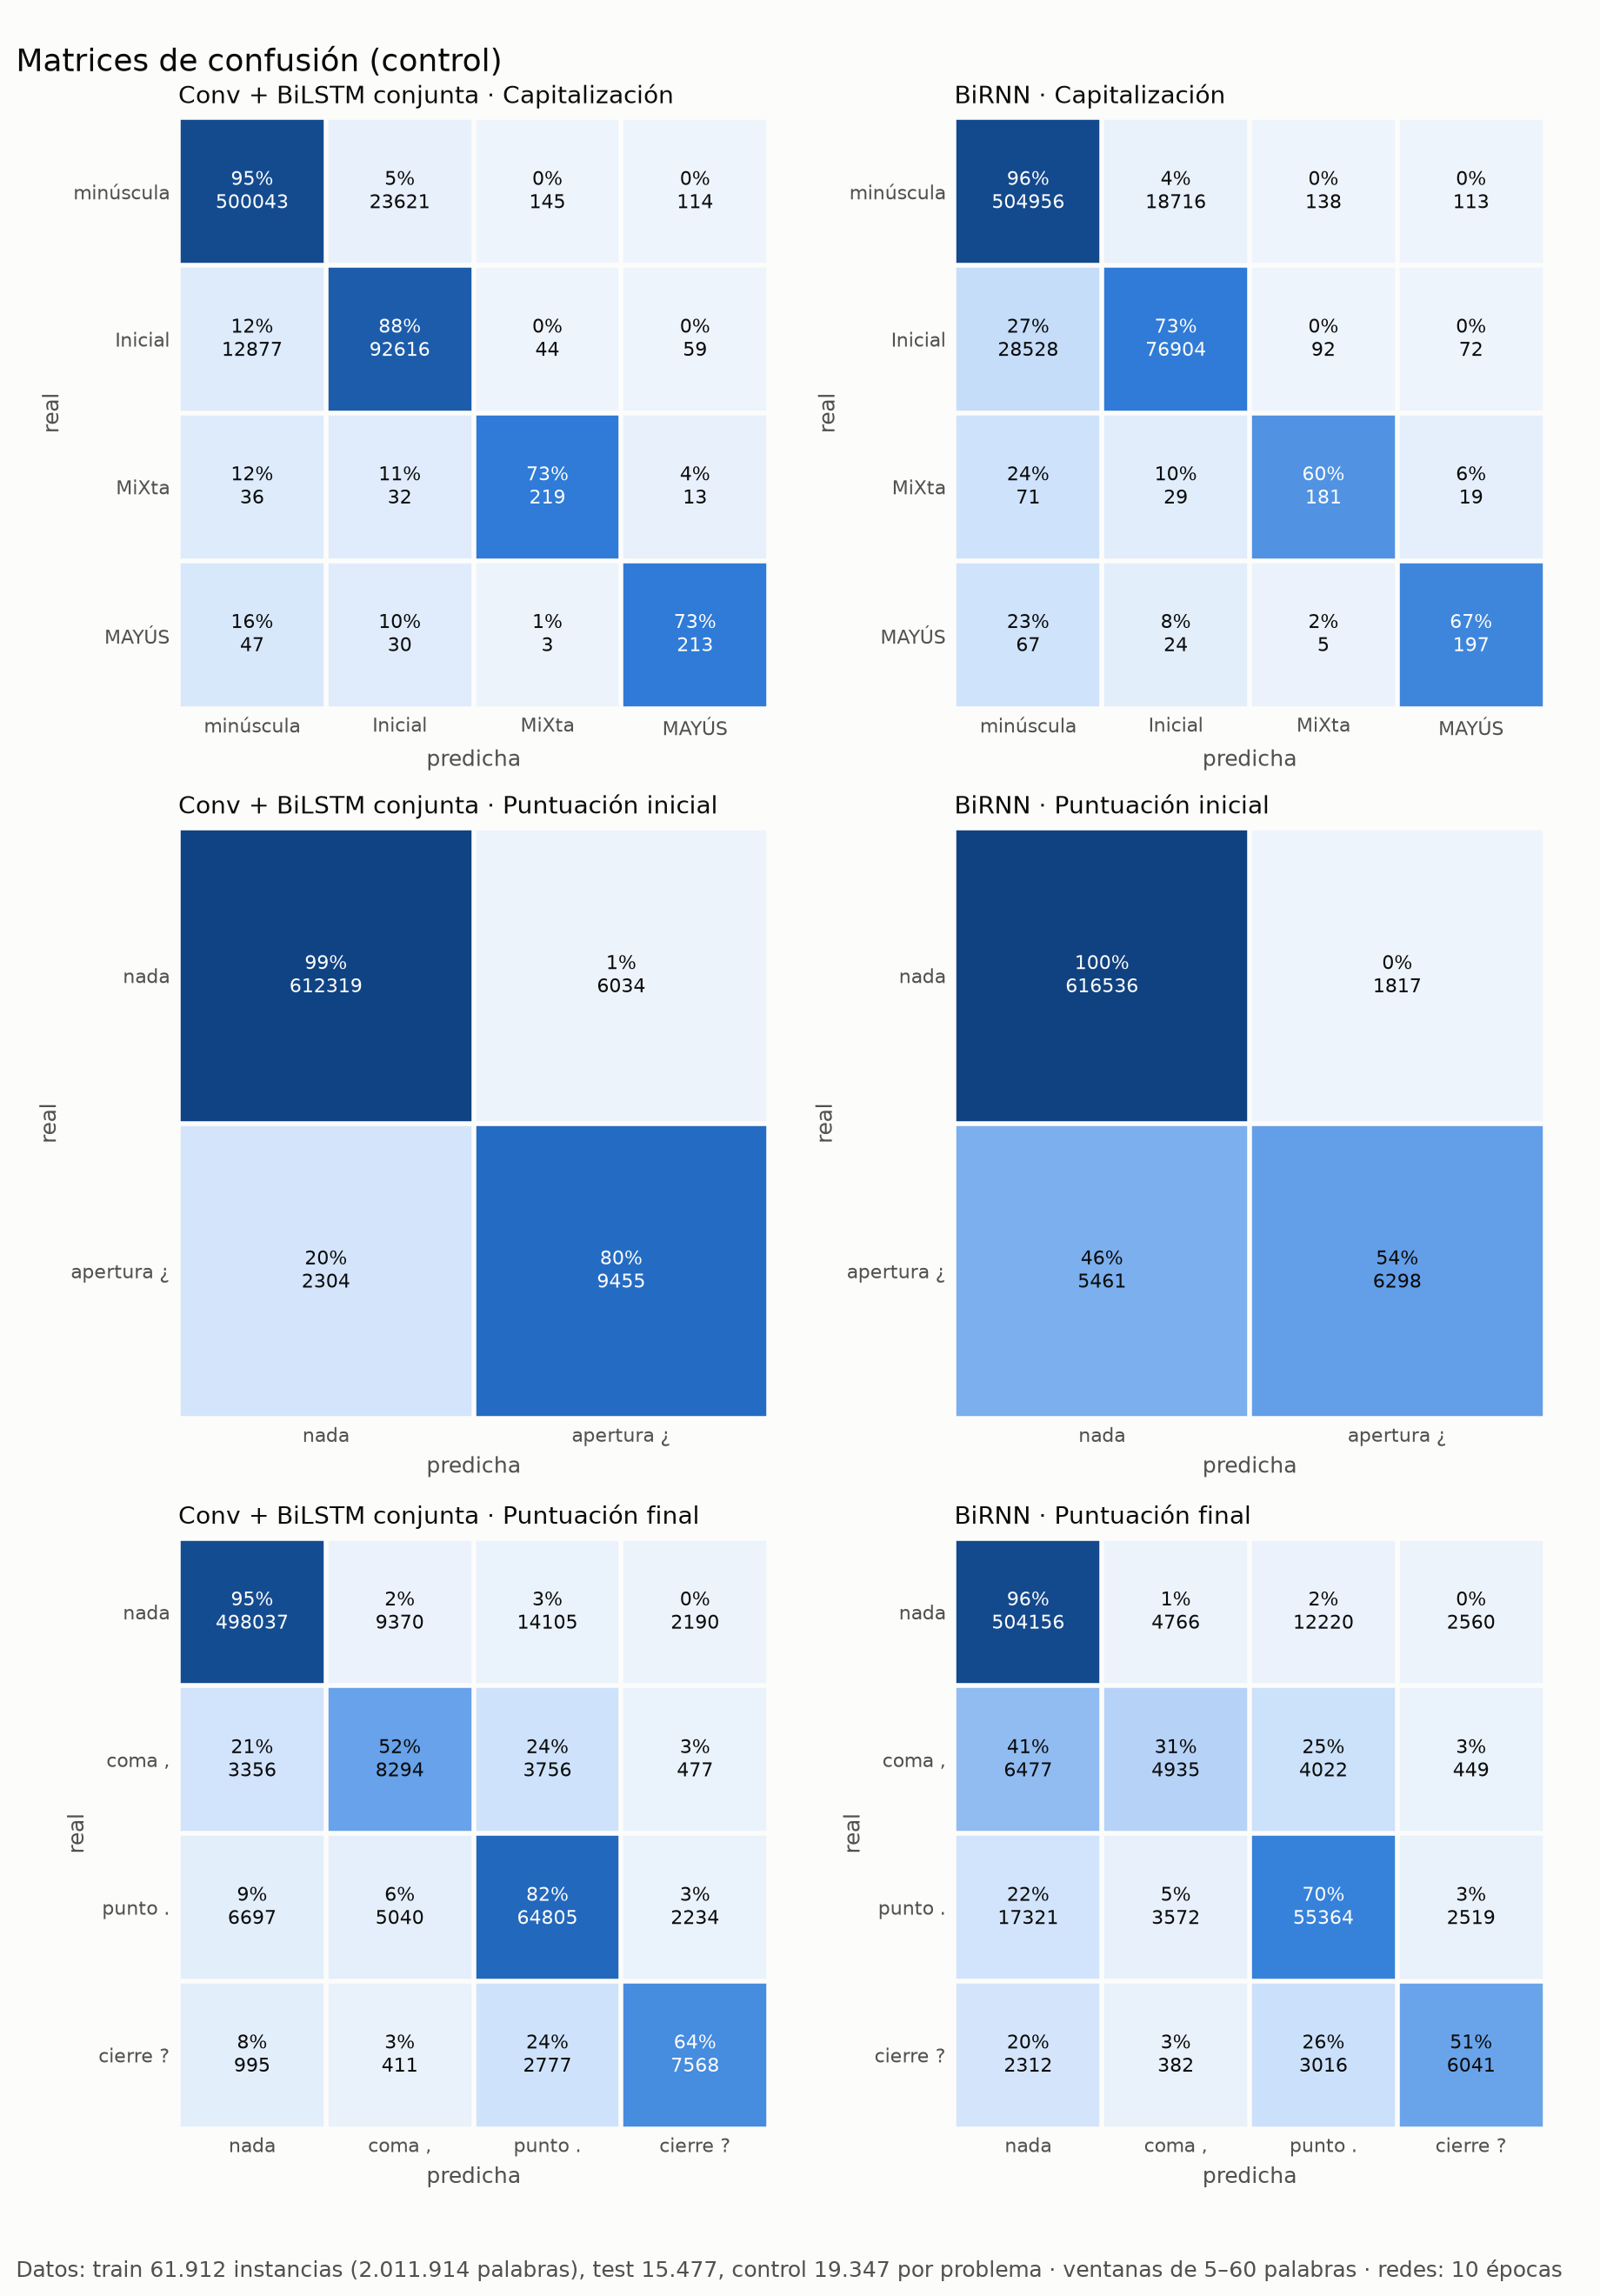 Matrices de confusión (control)
Conv + BiLSTM conjunta · Capitalización
minúscula
95% 5% 0% 0%
500043 23621 145 114
Inicial
12% 88% 0% 0%
12877 92616 44 59
MiXta
12% 11% 73% 4%
36 32 219 13
MAYÚS
16% 10% 1% 73%
47 30 3 213
real
minúscula Inicial MiXta MAYÚS
predicha
BiRNN · Capitalización
minúscula
96% 4% 0% 0%
504956 18716 138 113
Inicial
27% 73% 0% 0%
28528 76904 92 72
MiXta
24% 10% 60% 6%
71 29 181 19
MAYÚS
23% 8% 2% 67%
67 24 5 197
real
minúscula Inicial MiXta MAYÚS
predicha
Conv + BiLSTM conjunta · Puntuación inicial
nada
99% 1%
612319 6034
apertura ¿
20% 80%
2304 9455
real
nada apertura ¿
predicha
BiRNN · Puntuación inicial
nada
100% 0%
616536 1817
apertura ¿
46% 54%
5461 6298
real
nada apertura ¿
predicha
Conv + BiLSTM conjunta · Puntuación final
nada
95% 2% 3% 0%
498037 9370 14105 2190
coma ,
21% 52% 24% 3%
3356 8294 3756 477
punto .
9% 6% 82% 3%
6697 5040 64805 2234
cierre ?
8% 3% 24% 64%
995 411 2777 7568
real
nada coma , punto . cierre ?
predicha
BiRNN · Puntuación final
nada
96% 1% 2% 0%
504156 4766 12220 2560
coma ,
41% 31% 25% 3%
6477 4935 4022 449
punto .
22% 5% 70% 3%
17321 3572 55364 2519
cierre ?
20% 3% 26% 51%
2312 382 3016 6041
real
nada coma , punto . cierre ?
predicha
Datos: train 61.912 instancias (2.011.914 palabras), test 15.477, control 19.347 por problema · ventanas de 5–60 palabras · redes: 10 épocas